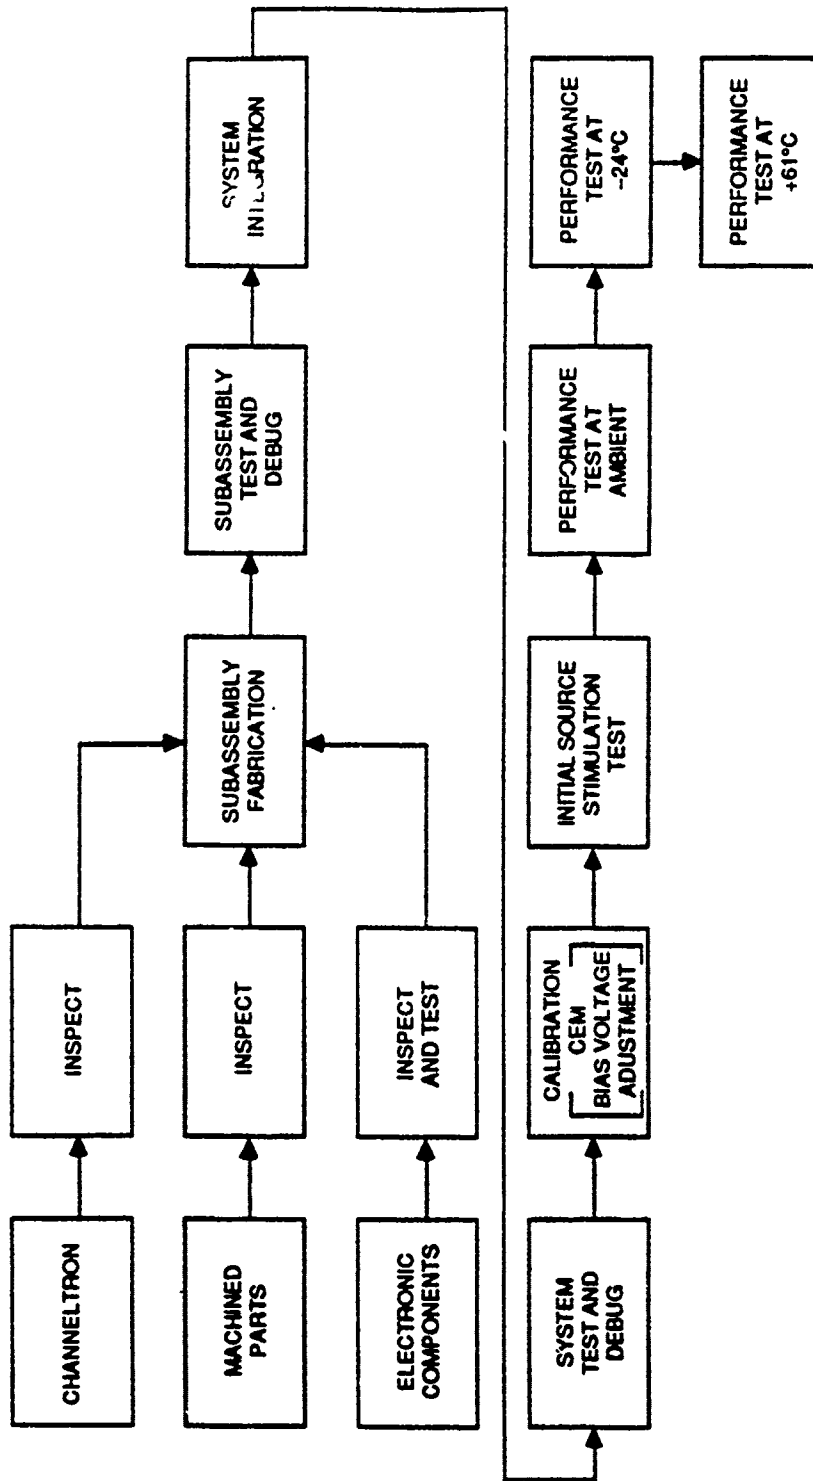 CHANNELTRON
INSPECT
MACHINED
PARTS
INSPECT
ELECTRONIC
COMPONENTS
INSPECT
AND TEST
SUBASSEMBLY
FABRICATION
SUBASSEMBLY
TEST AND
DEBUG
SYSTEM
SYSTEM
TEST AND
DEBUG
CALIBRATION
CEM
BIAS VOLTAGE
ADUSTMENT
INITIAL SOURCE
STIMULATION
TEST
PERFORMANCE
TEST AT
AMBIENT
PERFORMANCE
TEST AT
-24°C
PERFORMANCE
TEST AT
+61°C